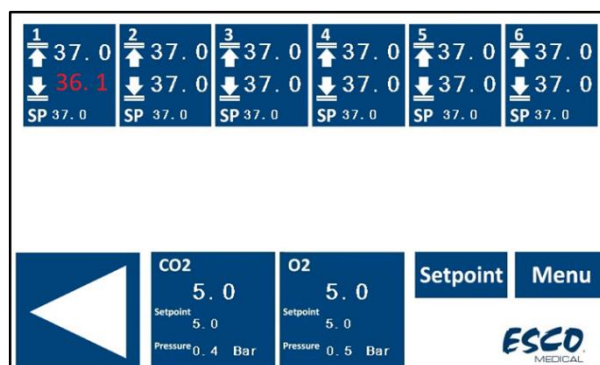 1 2 3 4 5 6
37.0 37.0 37.0 37.0 37.0 37.0
36.1 37.0 37.0 37.0 37.0 37.0
SP 37.0 SP 37.0 SP 37.0 SP 37.0 SP 37.0 SP 37.0
CO2
5.0
Setpoint
5.0
Pressure 0.4 Bar
O2
5.0
Setpoint
5.0
Pressure 0.5 Bar
Setpoint
Menu
ESCO
MEDICAL